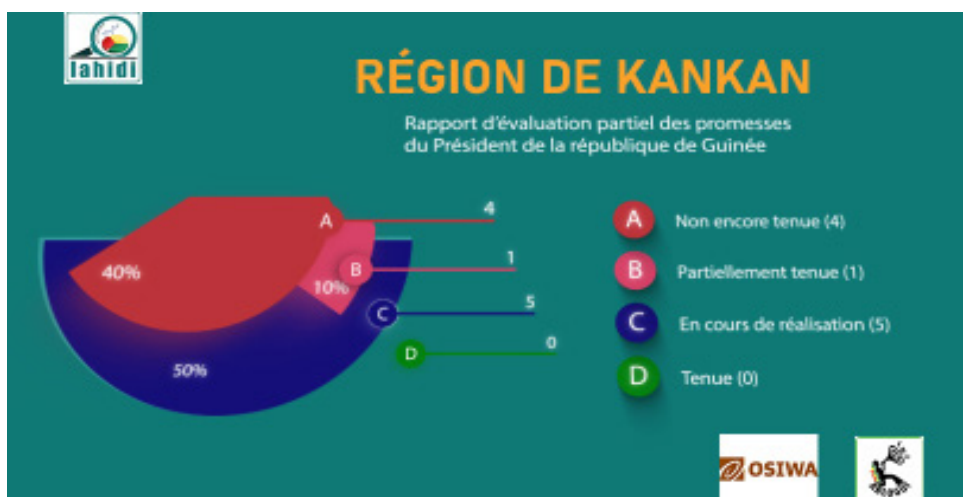 lahidi
RÉGION DE KANKAN
Rapport d'évaluation partiel des promesses
du Président de la république de Guinée
A
4
40%
B
1
10%
C
5
50%
D
0
A Non encore tenue (4)
B Partiellement tenue (1)
C En cours de réalisation (5)
D Tenue (0)
OSIWA